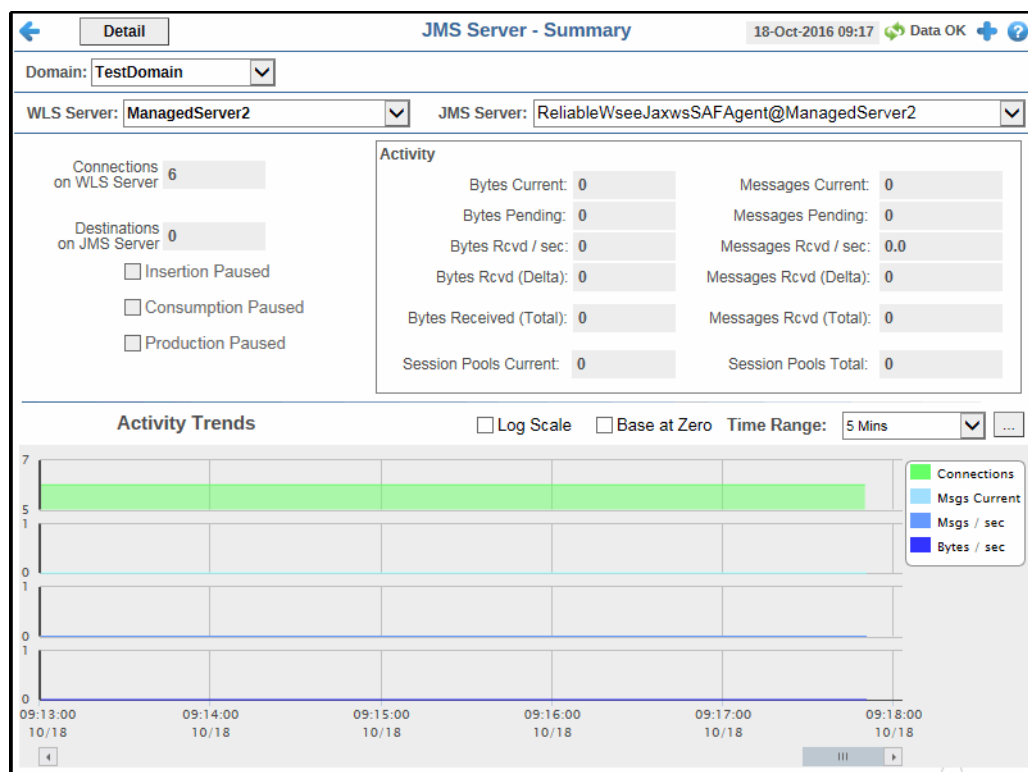 Detail JMS Server - Summary 18-Oct-2016 09:17 Data OK
Domain: TestDomain
WLS Server: ManagedServer2 JMS Server: ReliableWseeJaxwsSAFAgent@ManagedServer2
Connections
on WLS Server 6
Destinations
on JMS Server 0
Insertion Paused
Consumption Paused
Production Paused
Activity
Bytes Current: 0 Messages Current: 0
Bytes Pending: 0 Messages Pending: 0
Bytes Rcvd / sec: 0 Messages Rcvd / sec: 0.0
Bytes Rcvd (Delta): 0 Messages Rcvd (Delta): 0
Bytes Received (Total): 0 Messages Rcvd (Total): 0
Session Pools Current: 0 Session Pools Total: 0
Activity Trends Log Scale Base at Zero Time Range: 5 Mins ...
7
5
1
0
1
0
1
0
Connections
Msgs Current
Msgs / sec
Bytes / sec
09:13:00 09:14:00 09:15:00 09:16:00 09:17:00 09:18:00
10/18 10/18 10/18 10/18 10/18 10/18